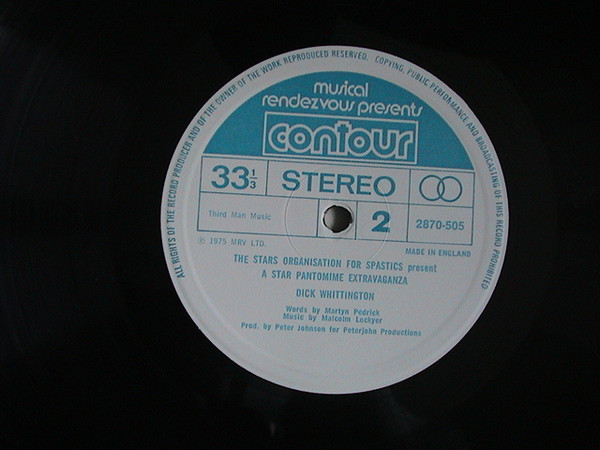 ALL RIGHTS OF THE RECORD PRODUCER AND OF THE OWNER OF THE WORK REPRODUCED RESERVED. COPYING, PUBLIC PERFORMANCE AND BROADCASTING OF THIS RECORD PROHIBITED
musical
rendezvous presents
contour
33 1/3 STEREO
Third Man Music 2 2870-505
℗ 1975 MRV LTD. MADE IN ENGLAND
THE STARS ORGANISATION FOR SPASTICS present
A STAR PANTOMIME EXTRAVAGANZA
DICK WHITTINGTON
Words by Martyn Pedrick
Music by Malcolm Lockyer
Prod. by Peter Johnson for Peterjohn Productions